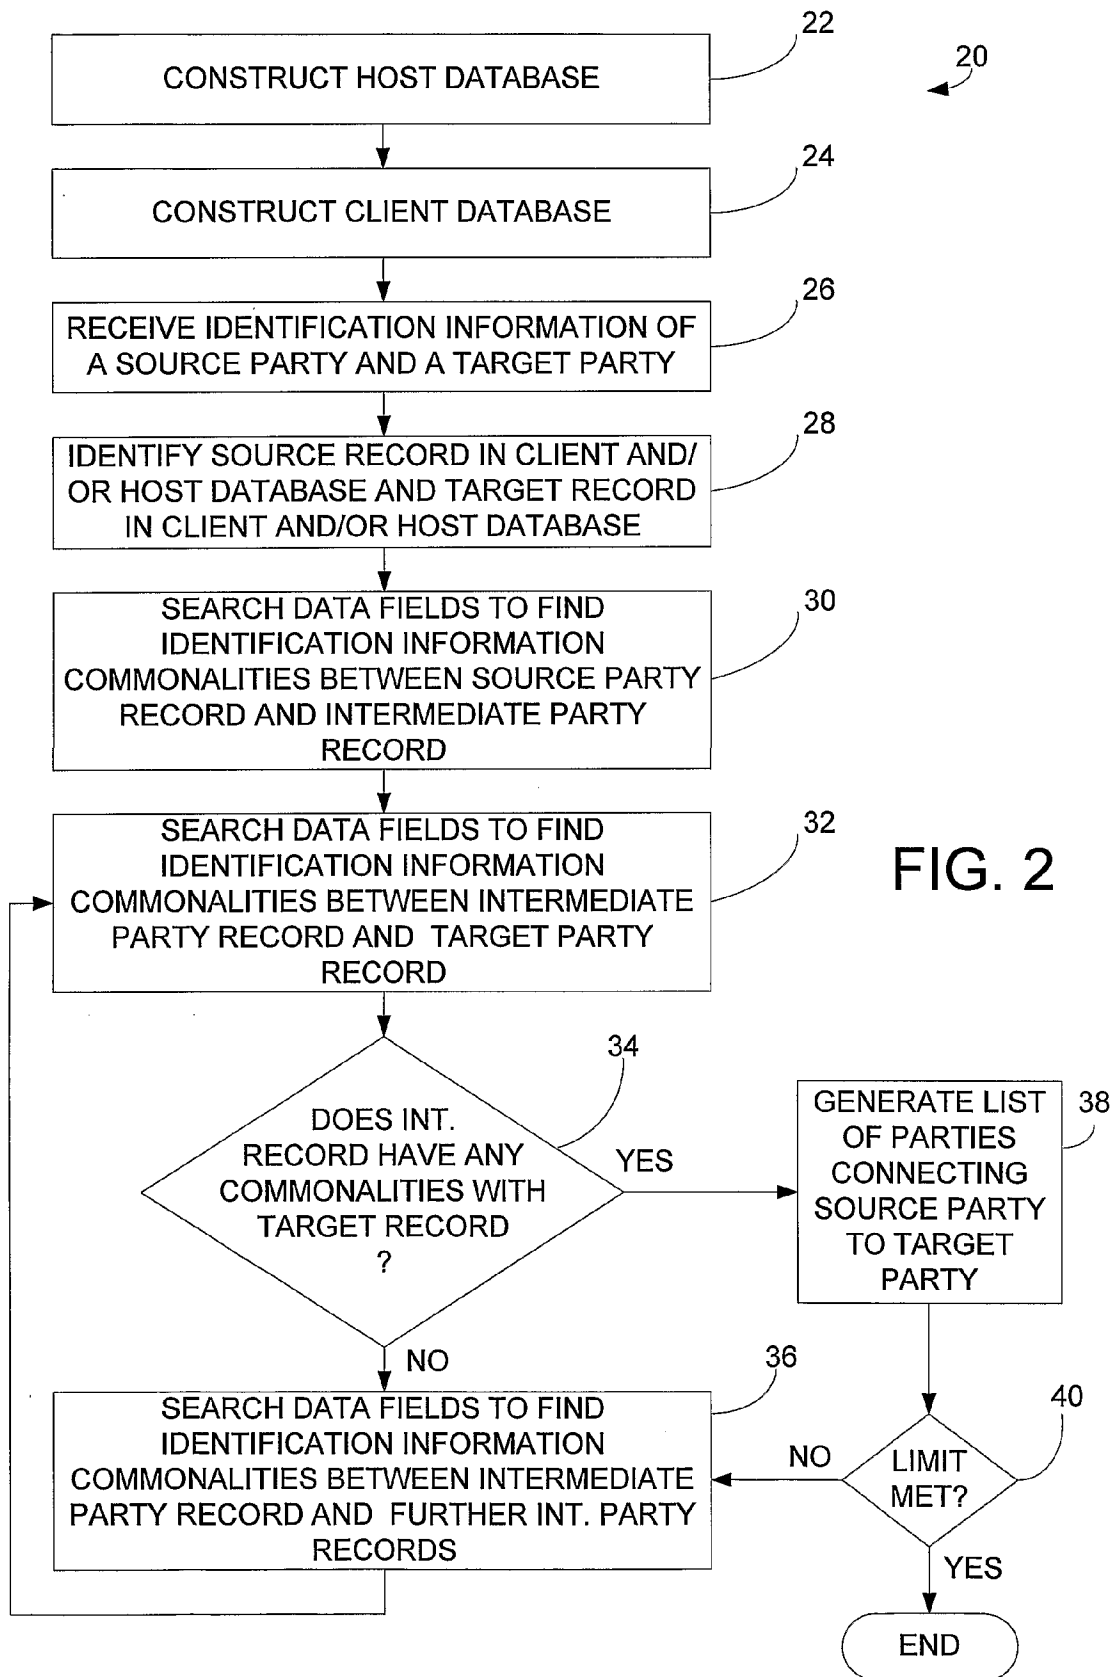 22
CONSTRUCT HOST DATABASE
20
24
CONSTRUCT CLIENT DATABASE
26
RECEIVE IDENTIFICATION INFORMATION OF
A SOURCE PARTY AND A TARGET PARTY
28
IDENTIFY SOURCE RECORD IN CLIENT AND/
OR HOST DATABASE AND TARGET RECORD
IN CLIENT AND/OR HOST DATABASE
30
SEARCH DATA FIELDS TO FIND
IDENTIFICATION INFORMATION
COMMONALITIES BETWEEN SOURCE PARTY
RECORD AND INTERMEDIATE PARTY
RECORD
32
SEARCH DATA FIELDS TO FIND
IDENTIFICATION INFORMATION
COMMONALITIES BETWEEN INTERMEDIATE
PARTY RECORD AND TARGET PARTY
RECORD
FIG. 2
34
DOES INT.
RECORD HAVE ANY
COMMONALITIES WITH
TARGET RECORD
?
YES
GENERATE LIST
OF PARTIES
CONNECTING
SOURCE PARTY
TO TARGET
PARTY
38
NO
36
SEARCH DATA FIELDS TO FIND
IDENTIFICATION INFORMATION
COMMONALITIES BETWEEN INTERMEDIATE
PARTY RECORD AND FURTHER INT. PARTY
RECORDS
40
NO
LIMIT
MET?
YES
END